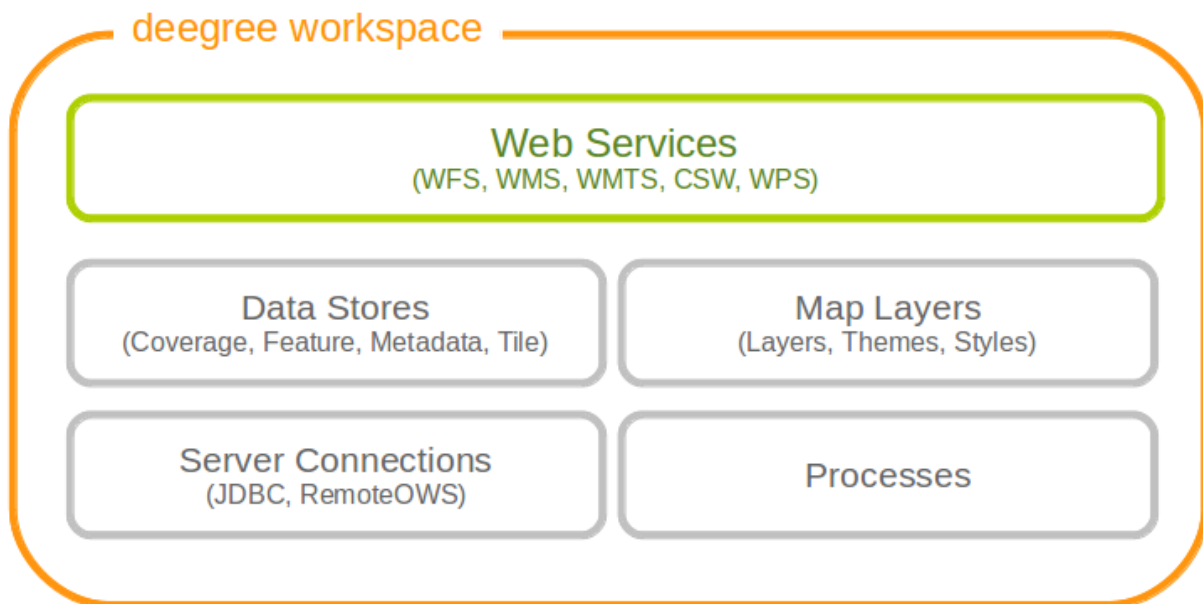 deegree workspace
Web Services
(WFS, WMS, WMTS, CSW, WPS)
Data Stores
(Coverage, Feature, Metadata, Tile)
Map Layers
(Layers, Themes, Styles)
Server Connections
(JDBC, RemoteOWS)
Processes